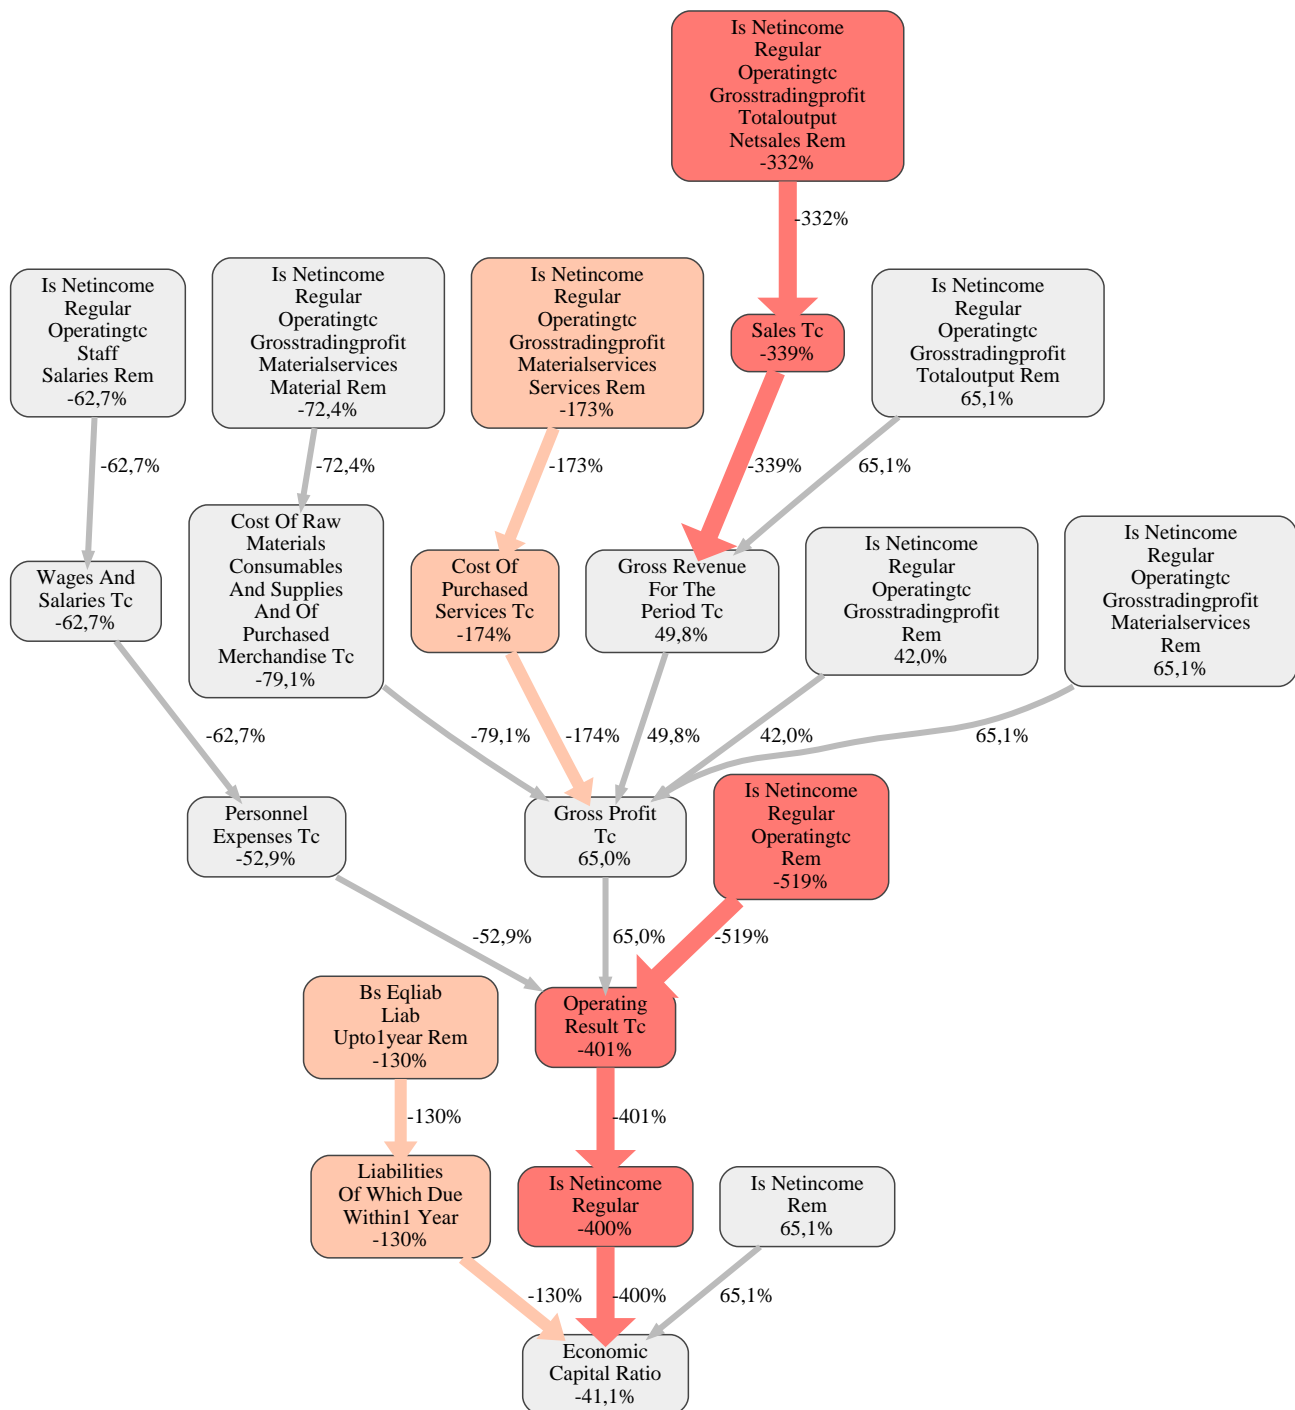 Is Netincome
Regular
Operatingtc
Grosstradingprofit
Totaloutput
Netsales Rem
-332%
-332%
Is Netincome
Regular
Operatingtc
Staff
Salaries Rem
-62,7%
Is Netincome
Regular
Operatingtc
Grosstradingprofit
Materialservices
Material Rem
-72,4%
Is Netincome
Regular
Operatingtc
Grosstradingprofit
Materialservices
Services Rem
-173%
Sales Tc
-339%
Is Netincome
Regular
Operatingtc
Grosstradingprofit
Totaloutput Rem
65,1%
-62,7%
-72,4%
-173%
-339%
65,1%
Wages And
Salaries Tc
-62,7%
Cost Of Raw
Materials
Consumables
And Supplies
And Of
Purchased
Merchandise Tc
-79,1%
Cost Of
Purchased
Services Tc
-174%
Gross Revenue
For The
Period Tc
49,8%
Is Netincome
Regular
Operatingtc
Grosstradingprofit
Rem
42,0%
Is Netincome
Regular
Operatingtc
Grosstradingprofit
Materialservices
Rem
65,1%
-62,7%
-79,1%
-174%
49,8%
42,0%
65,1%
Personnel
Expenses Tc
-52,9%
Gross Profit
Tc
65,0%
Is Netincome
Regular
Operatingtc
Rem
-519%
-52,9%
65,0%
-519%
Bs Eqliab
Liab
Upto1year Rem
-130%
Operating
Result Tc
-401%
-130%
-401%
Liabilities
Of Which Due
Within1 Year
-130%
Is Netincome
Regular
-400%
Is Netincome
Rem
65,1%
-130%
-400%
65,1%
Economic
Capital Ratio
-41,1%